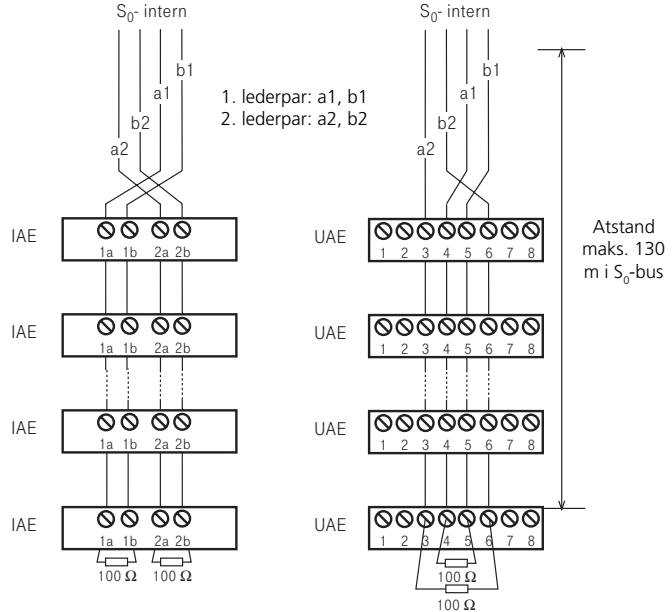 S₀- intern
a2
b2
a1
b1
1. lederpar: a1, b1
2. lederpar: a2, b2
IAE
1a 1b 2a 2b
IAE
1a 1b 2a 2b
IAE
1a 1b 2a 2b
IAE
1a 1b 2a 2b
100 Ω 100 Ω
S₀- intern
a2
b2
a1
b1
UAE
1 2 3 4 5 6 7 8
UAE
1 2 3 4 5 6 7 8
UAE
1 2 3 4 5 6 7 8
UAE
1 2 3 4 5 6 7 8
100 Ω
100 Ω
Atstand
maks. 130
m i S₀-bus